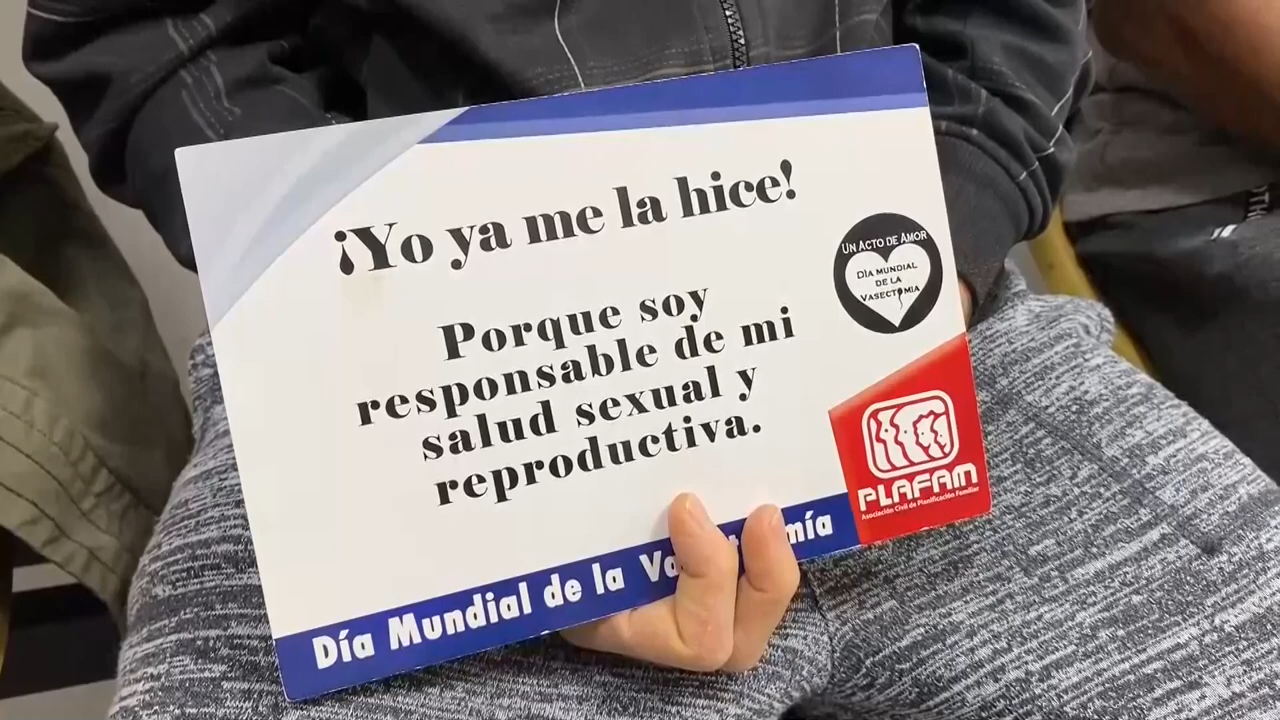 ¡Yo ya me la hice!
Porque soy
responsable de mi
salud sexual y
reproductiva.
UN ACTO DE AMOR
DÍA MUNDIAL
DE LA
VASECTOMIA
PLAFAM
Asociación Civil de Planificación Familiar
Día Mundial de la